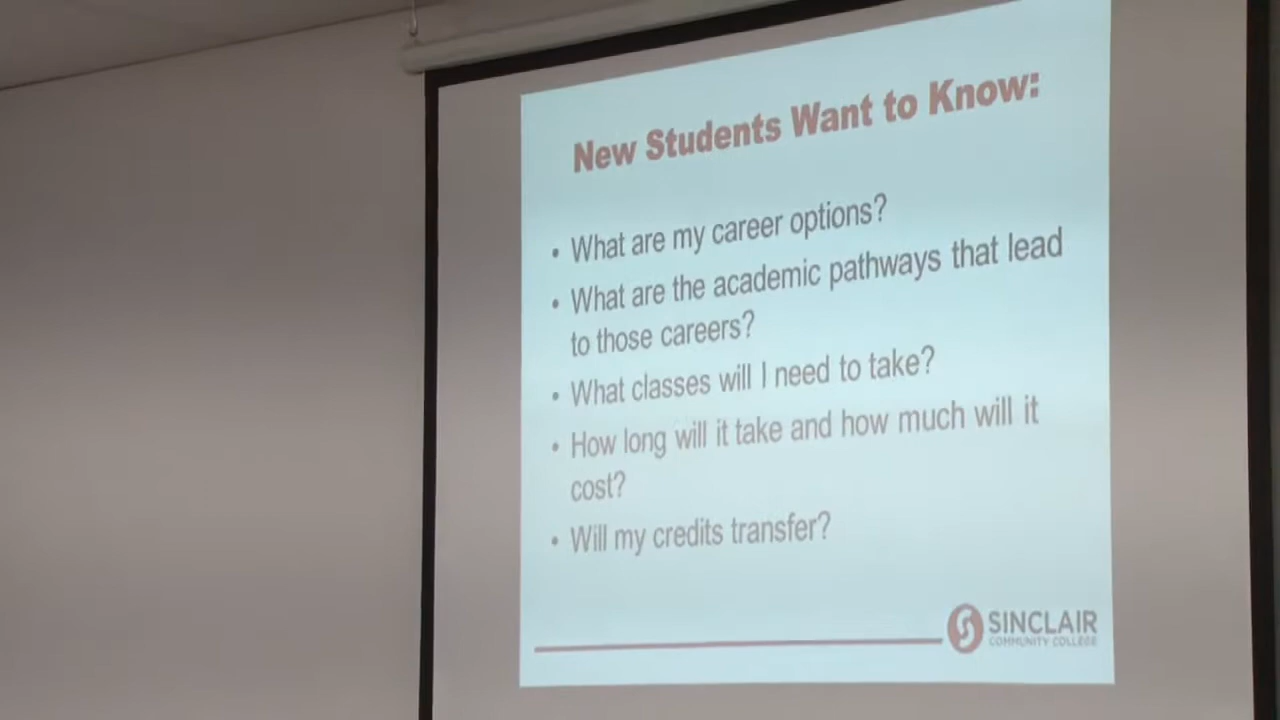 New Students Want to Know:
• What are my career options?
• What are the academic pathways that lead
to those careers?
• What classes will I need to take?
• How long will it take and how much will it
cost?
• Will my credits transfer?
SINCLAIR
COMMUNITY COLLEGE